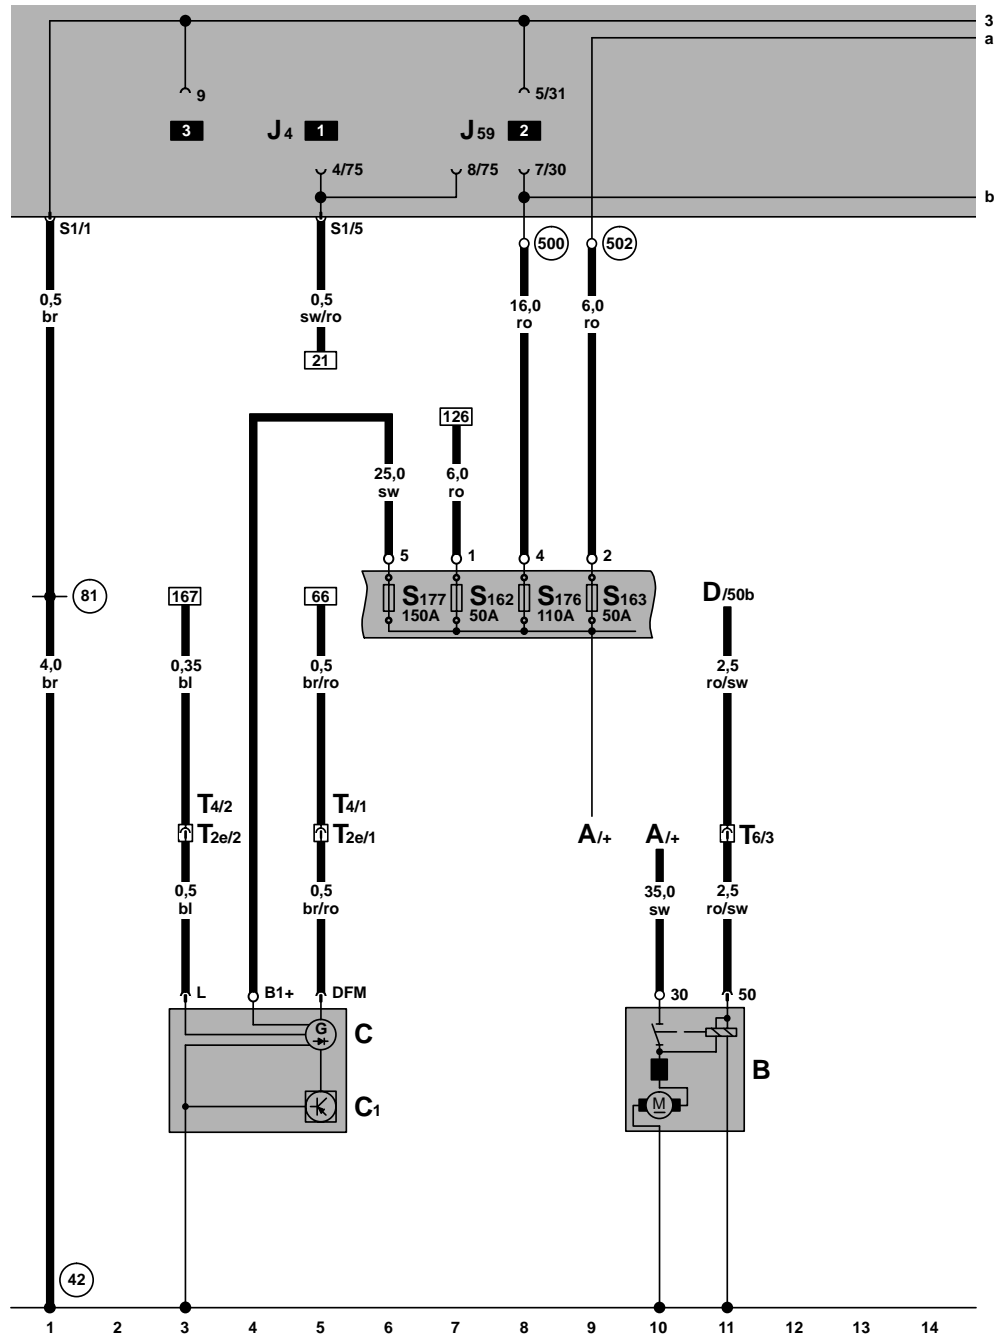 3
a
9
5/31
3
J4 1
J59 2
4/75
8/75
7/30
b
S1/1
S1/5
500
502
0,5
br
0,5
sw/ro
16,0
ro
6,0
ro
21
126
25,0
sw
6,0
ro
5
1
4
2
81
167
66
S177
150A
S162
50A
S176
110A
S163
50A
D/50b
4,0
br
0,35
bl
0,5
br/ro
2,5
ro/sw
T4/2
T2e/2
T4/1
T2e/1
A/+
A/+
T6/3
0,5
bl
0,5
br/ro
35,0
sw
2,5
ro/sw
L
B1+
DFM
30
50
G
C
B
C1
M
42
1 2 3 4 5 6 7 8 9 10 11 12 13 14